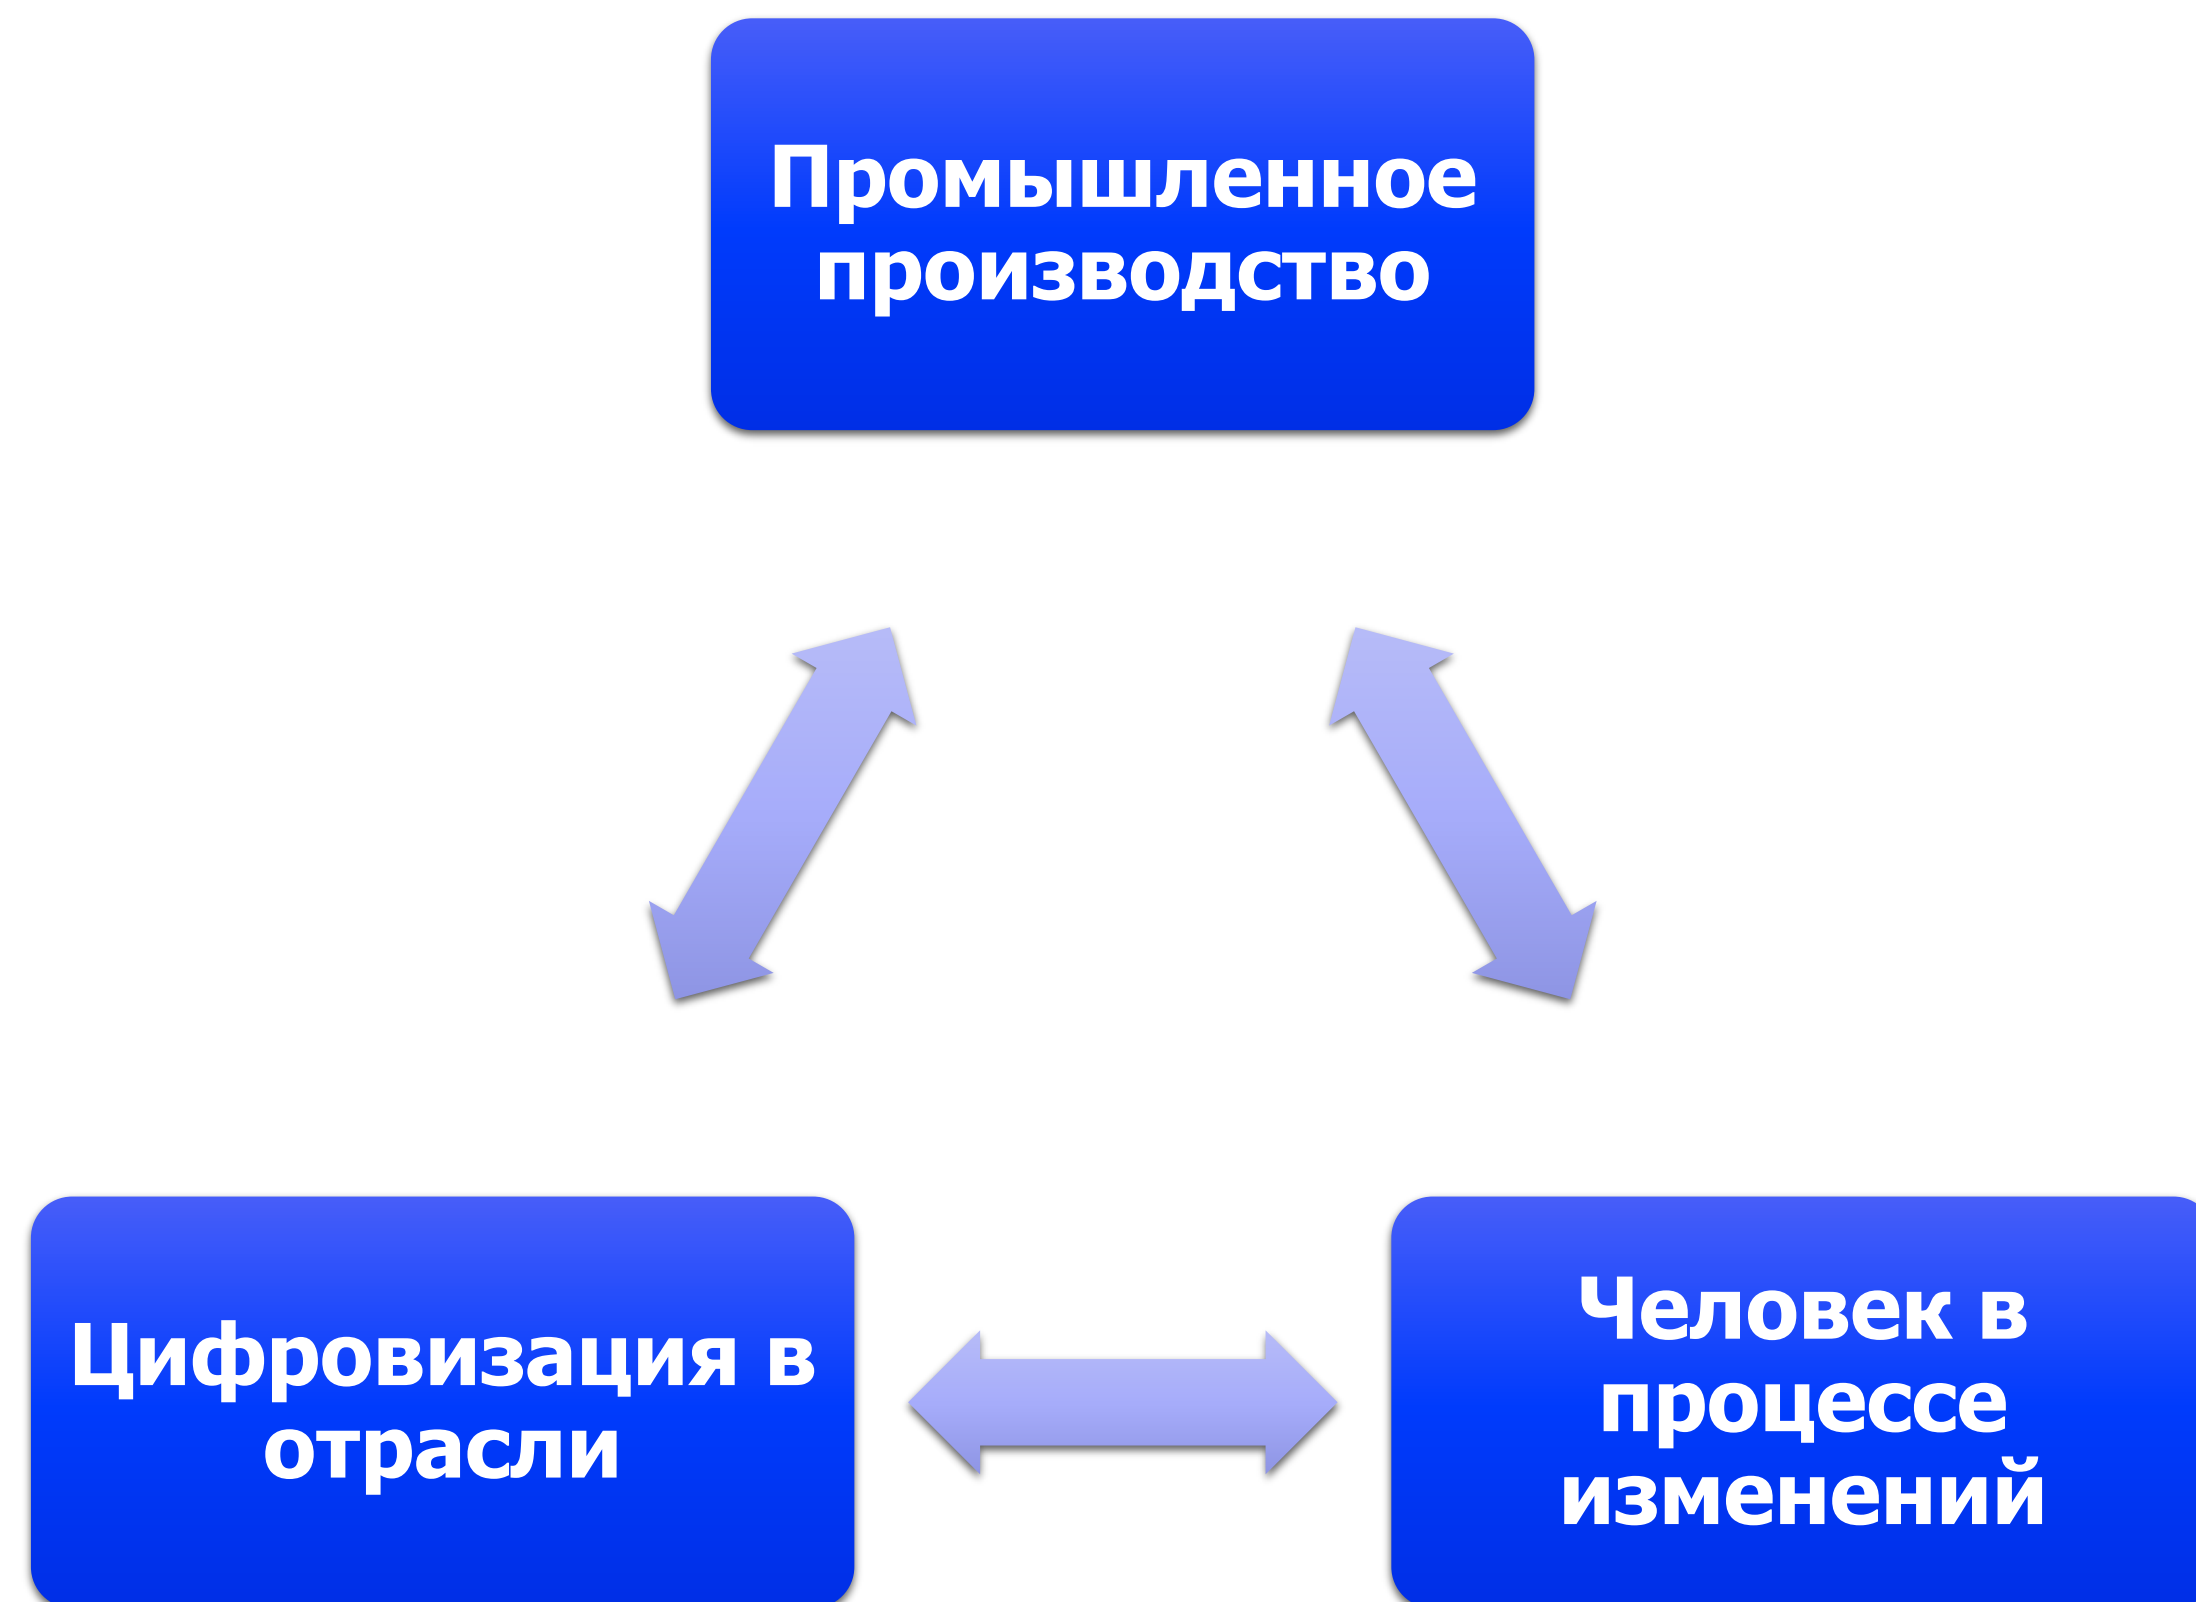 Промышленное
производство
Цифровизация в
отрасли
Человек в
процессе
изменений